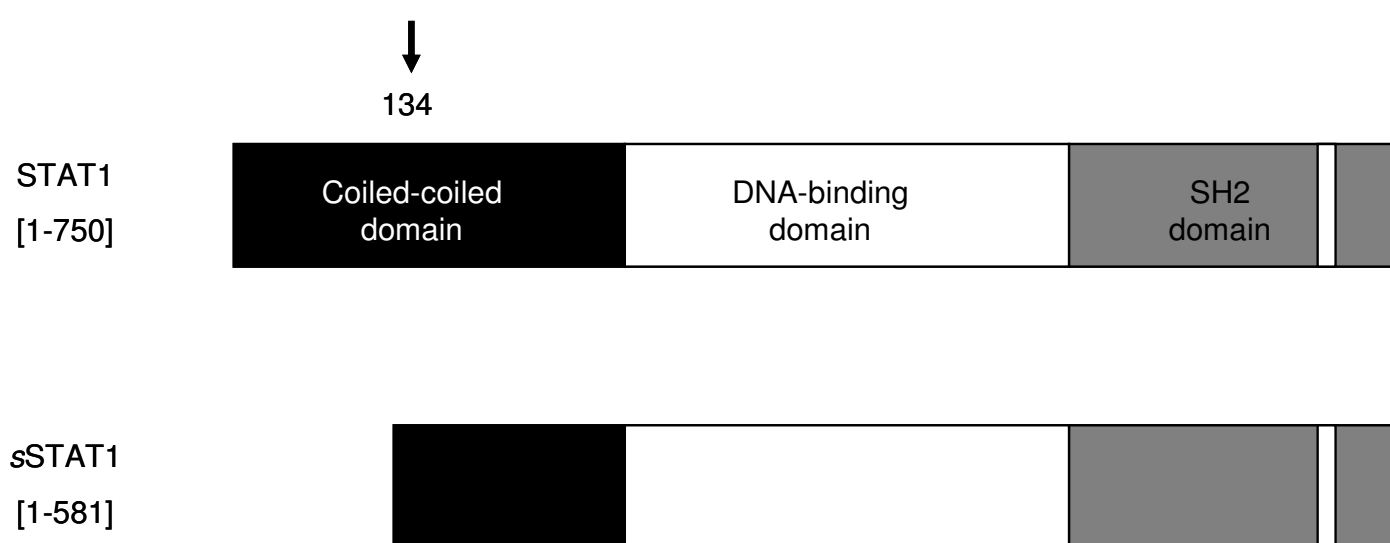 134
STAT1
[1-750]
Coiled-coiled
domain
DNA-binding
domain
SH2
domain
sSTAT1
[1-581]